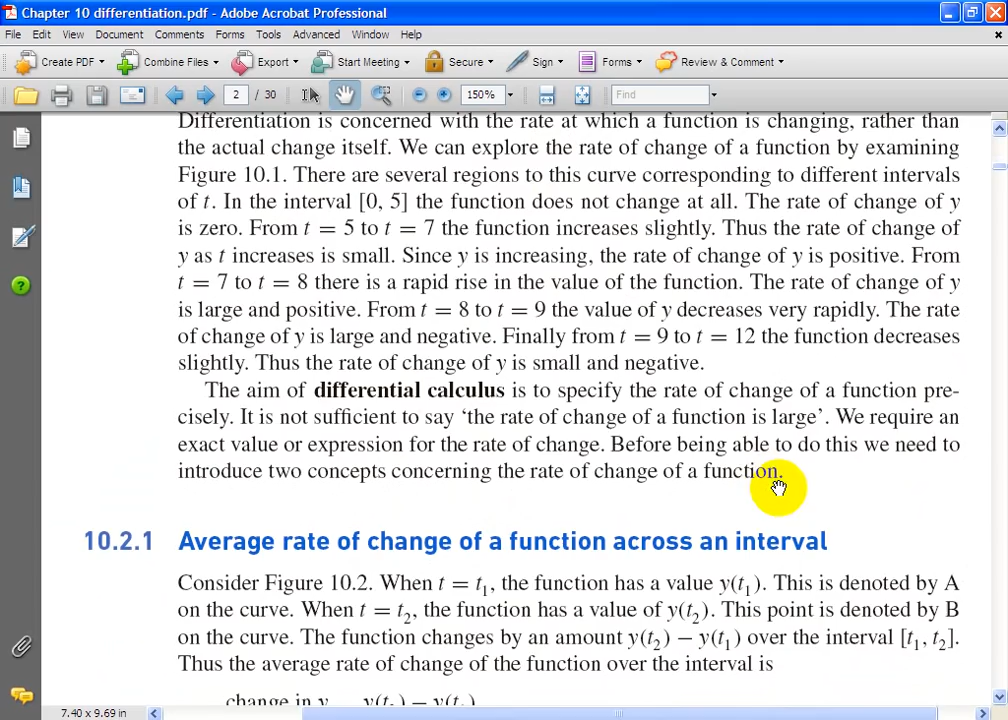 Chapter 10 differentiation.pdf - Adobe Acrobat Professional
File Edit View Document Comments Forms Tools Advanced Window Help
Create PDF Combine Files Export Start Meeting Secure Sign Forms Review & Comment
2 / 30 150% Find
Differentiation is concerned with the rate at which a function is changing, rather than
the actual change itself. We can explore the rate of change of a function by examining
Figure 10.1. There are several regions to this curve corresponding to different intervals
of t. In the interval [0, 5] the function does not change at all. The rate of change of y
is zero. From t = 5 to t = 7 the function increases slightly. Thus the rate of change of
y as t increases is small. Since y is increasing, the rate of change of y is positive. From
t = 7 to t = 8 there is a rapid rise in the value of the function. The rate of change of y
is large and positive. From t = 8 to t = 9 the value of y decreases very rapidly. The rate
of change of y is large and negative. Finally from t = 9 to t = 12 the function decreases
slightly. Thus the rate of change of y is small and negative.
The aim of differential calculus is to specify the rate of change of a function pre-
cisely. It is not sufficient to say ‘the rate of change of a function is large’. We require an
exact value or expression for the rate of change. Before being able to do this we need to
introduce two concepts concerning the rate of change of a function.
10.2.1 Average rate of change of a function across an interval
Consider Figure 10.2. When t = t₁, the function has a value y(t₁). This is denoted by A
on the curve. When t = t₂, the function has a value of y(t₂). This point is denoted by B
on the curve. The function changes by an amount y(t₂) − y(t₁) over the interval [t₁, t₂].
Thus the average rate of change of the function over the interval is
change in y y(t₂) − y(t₁)
7.40 x 9.69 in